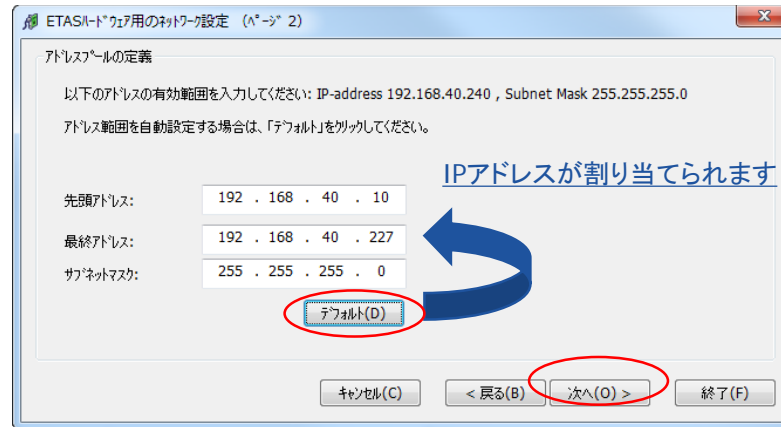 ETASﾊｰﾄﾞｳｪｱ用のﾈｯﾄﾜｰｸ設定 (ﾍﾟｰｼﾞ 2)
ｱﾄﾞﾚｽﾌﾟｰﾙの定義
以下のｱﾄﾞﾚｽの有効範囲を入力してください: IP-address 192.168.40.240 , Subnet Mask 255.255.255.0
ｱﾄﾞﾚｽ範囲を自動設定する場合は、「ﾃﾞﾌｫﾙﾄ」をｸﾘｯｸしてください。
IPアドレスが割り当てられます
先頭ｱﾄﾞﾚｽ: 192 . 168 . 40 . 10
最終ｱﾄﾞﾚｽ: 192 . 168 . 40 . 227
ｻﾌﾞﾈｯﾄﾏｽｸ: 255 . 255 . 255 . 0
ﾃﾞﾌｫﾙﾄ(D)
ｷｬﾝｾﾙ(C) < 戻る(B) 次へ(O) > 終了(F)